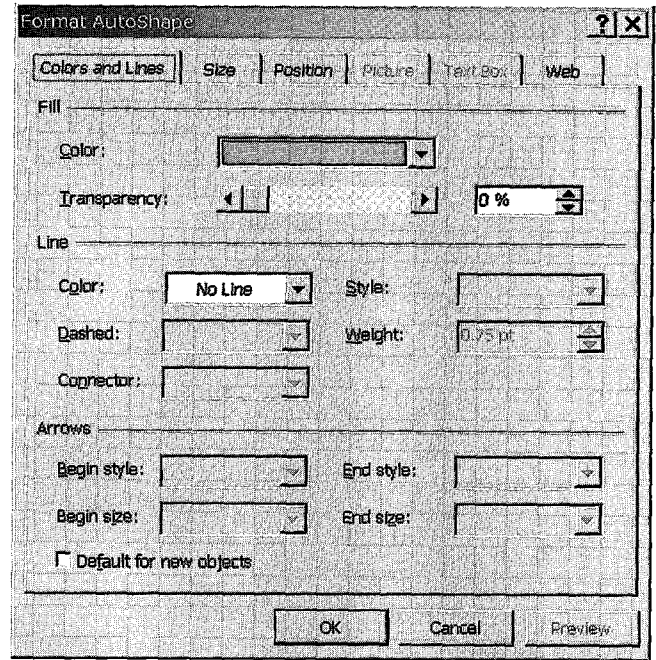 Format AutoShape
Colors and Lines Size Position Picture Text Box Web
Fill
Color:
Transparency: 0 %
Line
Color: No Line Style:
Dashed: Weight: 0.75 pt
Connector:
Arrows
Begin style: End style:
Begin size: End size:
Default for new objects
OK Cancel Preview